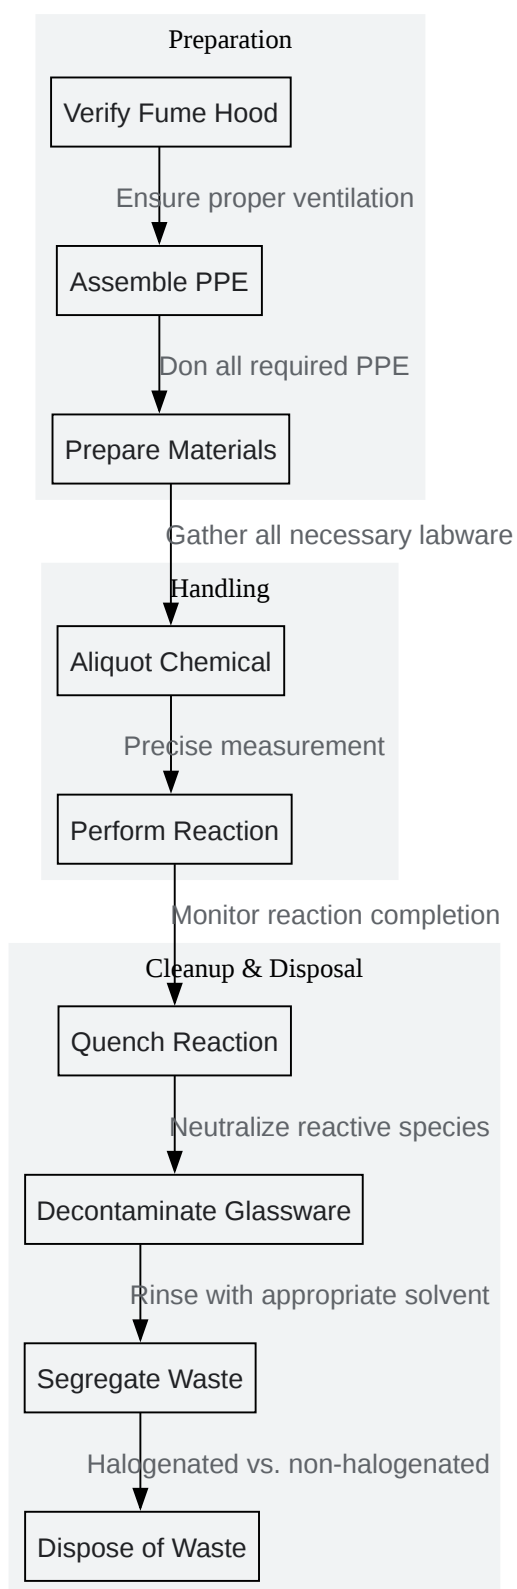 Preparation
Verify Fume Hood
Ensure proper ventilation
Assemble PPE
Don all required PPE
Prepare Materials
Gather all necessary labware
Handling
Aliquot Chemical
Precise measurement
Perform Reaction
Monitor reaction completion
Cleanup & Disposal
Quench Reaction
Neutralize reactive species
Decontaminate Glassware
Rinse with appropriate solvent
Segregate Waste
Halogenated vs. non-halogenated
Dispose of Waste